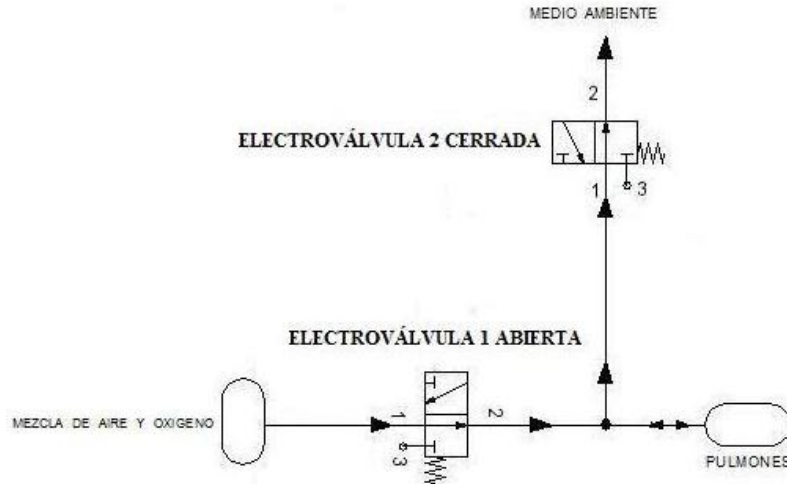 MEDIO AMBIENTE
2
ELECTROVÁLVULA 2 CERRADA
1
3
ELECTROVÁLVULA 1 ABIERTA
MEZCLA DE AIRE Y OXIGENO
1
2
3
PULMONES